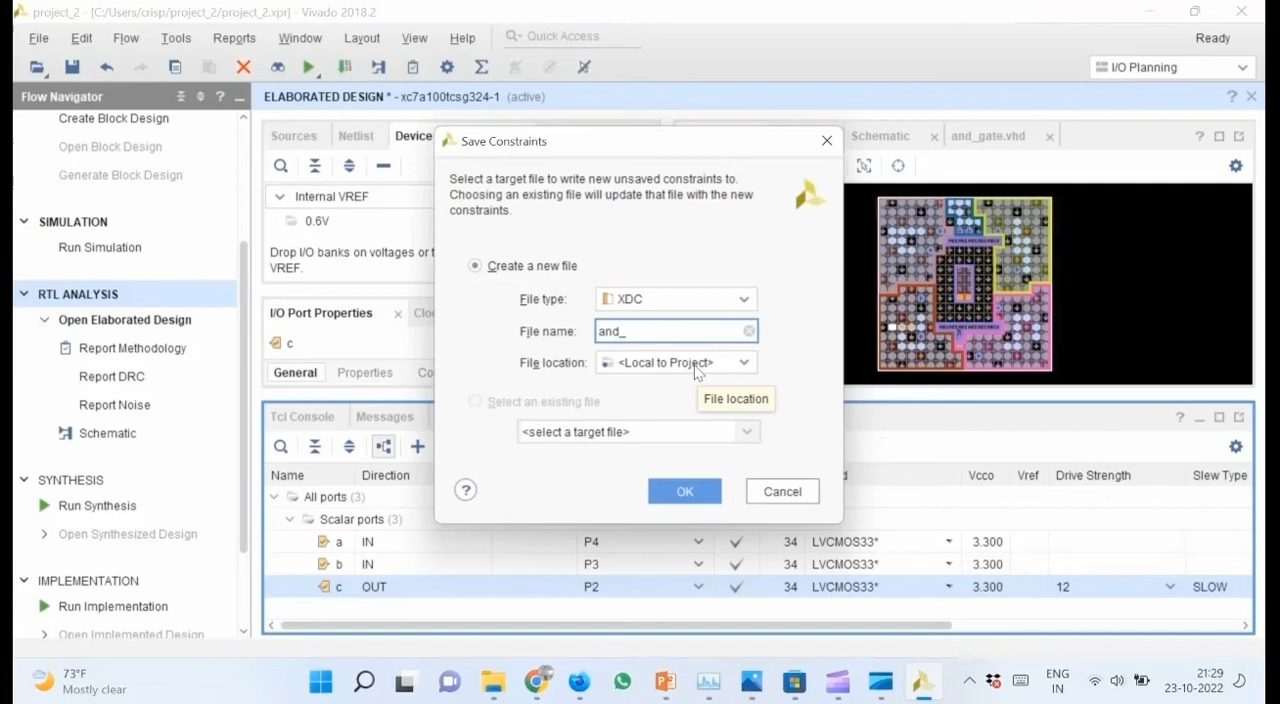 project_2 - [C:/Users/crisp/project_2/project_2.xpr] - Vivado 2018.2
File Edit Flow Tools Reports Window Layout View Help Quick Access Ready
I/O Planning
Flow Navigator
ELABORATED DESIGN * - xc7a100tcsg324-1 (active)
Create Block Design
Open Block Design
Generate Block Design
SIMULATION
Run Simulation
RTL ANALYSIS
Open Elaborated Design
Report Methodology
Report DRC
Report Noise
Schematic
SYNTHESIS
Run Synthesis
Open Synthesized Design
IMPLEMENTATION
Run Implementation
Open Implemented Design
Sources Netlist Device
Schematic and_gate.vhd
Internal VREF
0.6V
Drop I/O banks on voltages or t
VREF.
I/O Port Properties Cloc
c
General Properties Co
Save Constraints
Select a target file to write new unsaved constraints to.
Choosing an existing file will update that file with the new
constraints.
Create a new file
File type: XDC
File name: and_
File location: <Local to Project>
File location
Select an existing file
<select a target file>
OK Cancel
Tcl Console Messages
Name Direction d Vcco Vref Drive Strength Slew Type
All ports (3)
Scalar ports (3)
a IN P4 34 LVCMOS33* 3.300
b IN P3 34 LVCMOS33* 3.300
c OUT P2 34 LVCMOS33* 3.300 12 SLOW
73°F
Mostly clear
ENG
IN
21:29
23-10-2022